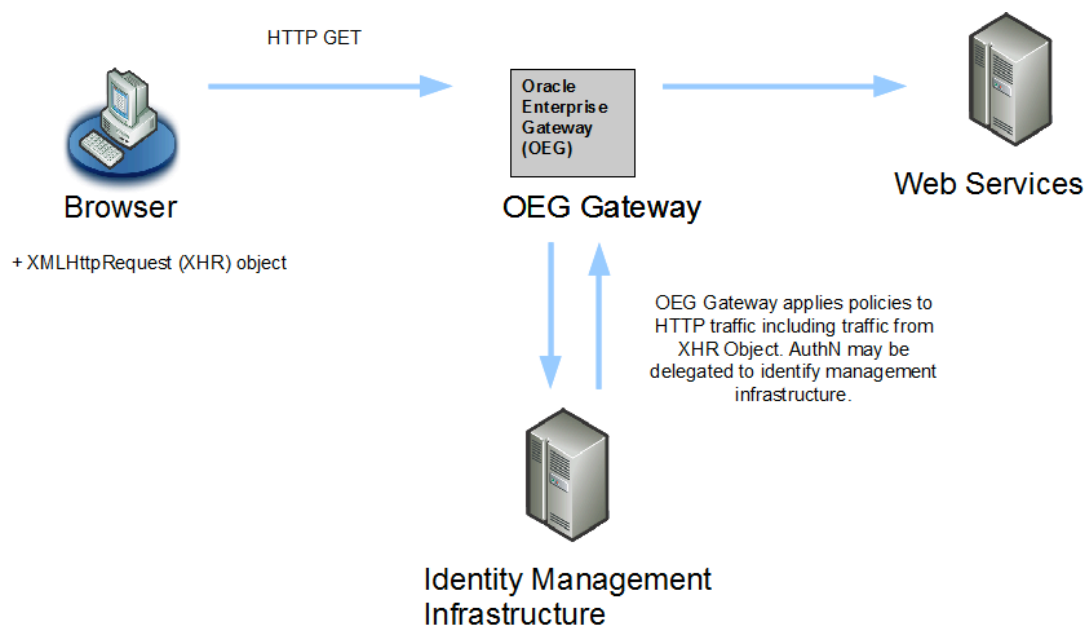 HTTP GET
Oracle
Enterprise
Gateway
(OEG)
Browser
OEG Gateway
Web Services
+ XMLHttpRequest (XHR) object
OEG Gateway applies policies to
HTTP traffic including traffic from
XHR Object. AuthN may be
delegated to identify management
infrastructure.
Identity Management
Infrastructure